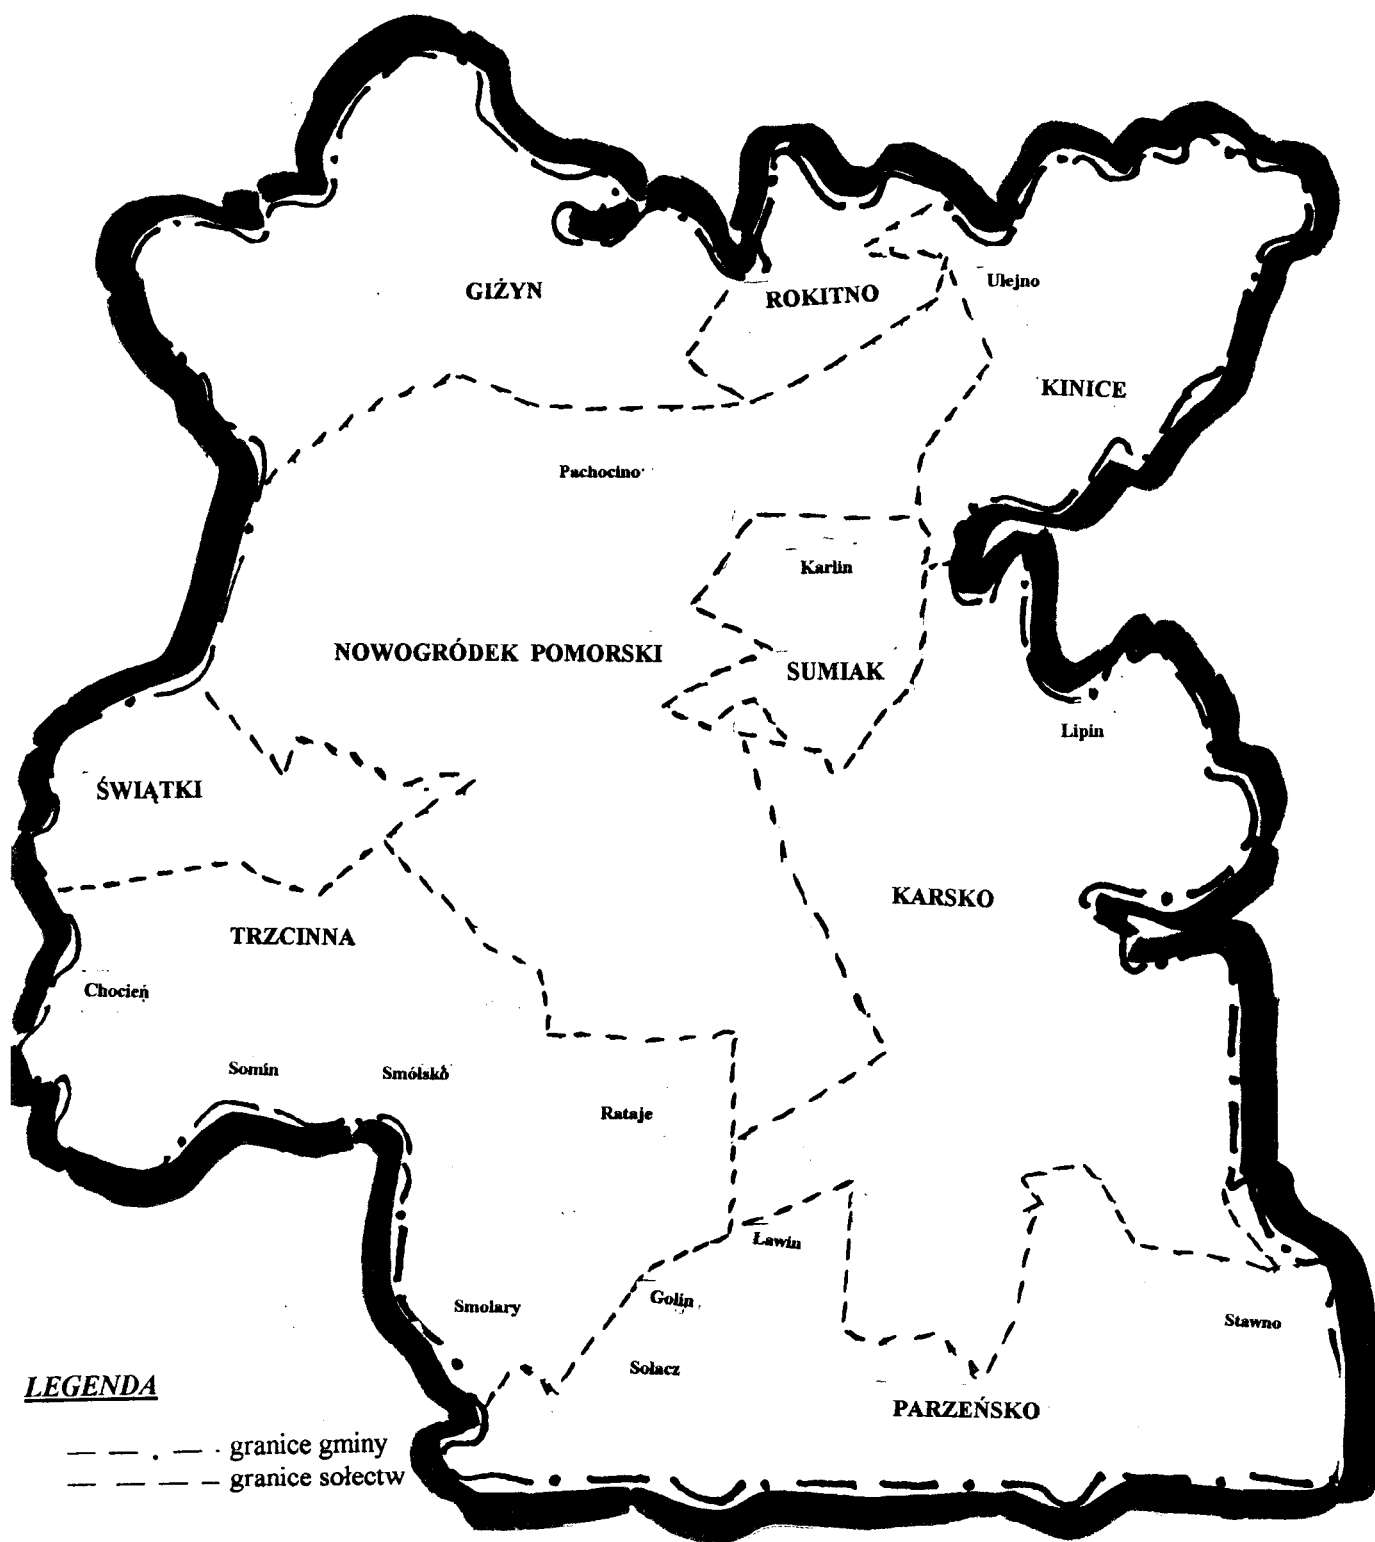 GIŻYN
ROKITNO
Ulejno
KINICE
Pachocino
Karlin
NOWOGRÓDEK POMORSKI
SUMIAK
Lipin
ŚWIĄTKI
KARSKO
TRZCINNA
Chocień
Somin
Smólsko
Rataje
Ławin
Golin
Smolary
Stawno
Sołacz
PARZEŃSKO
LEGENDA
granice gminy
granice sołectw